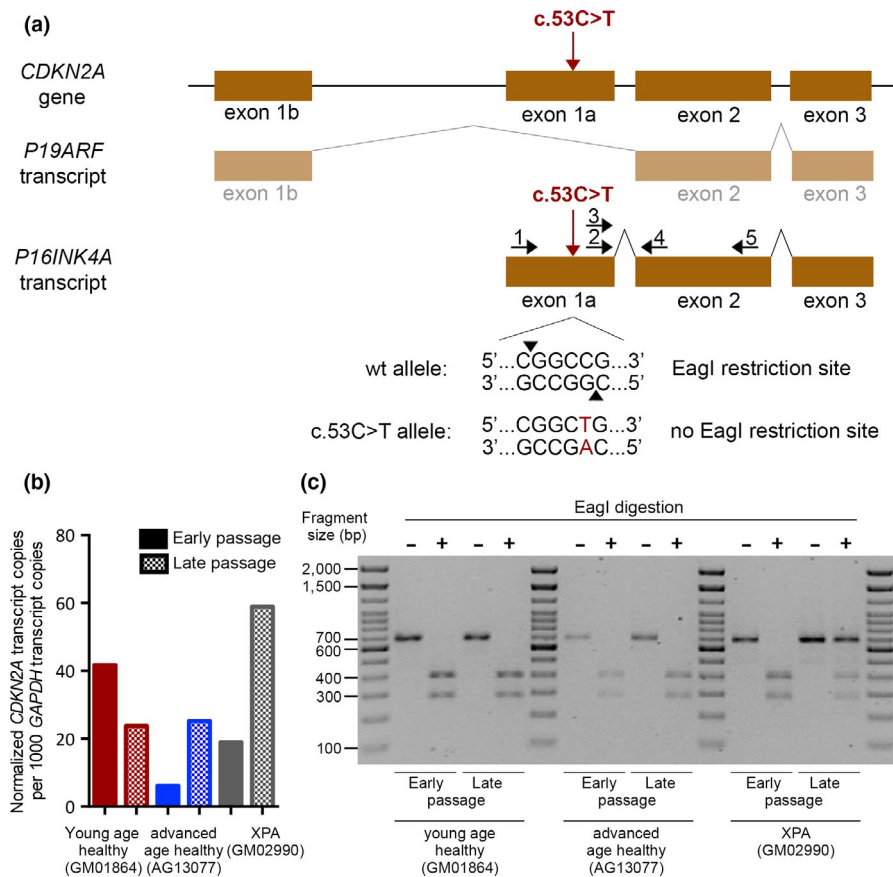 (a)
c.53C>T
CDKN2A
gene
exon 1b
exon 1a
exon 2
exon 3
P19ARF
transcript
exon 1b
exon 2
exon 3
c.53C>T
P16INK4A
transcript
1
3
2
4
5
exon 1a
exon 2
exon 3
wt allele:
5’...CGGCCG...3’
3’...GCCGGC...5’
EagI restriction site
c.53C>T allele:
5’...CGGCTG...3’
3’...GCCGAC...5’
no EagI restriction site
(b)
Normalized CDKN2A transcript copies
per 1000 GAPDH transcript copies
80
60
40
20
0
Early passage
Late passage
Young age
healthy
(GM01864)
advanced
age healthy
(AG13077)
XPA
(GM02990)
(c)
EagI digestion
Fragment
size (bp)
– + – + – + – + – + – +
2,000
1,500
700
600
400
300
100
Early Late
passage
Early Late
passage
Early Late
passage
young age
healthy
(GM01864)
advanced
age healthy
(AG13077)
XPA
(GM02990)